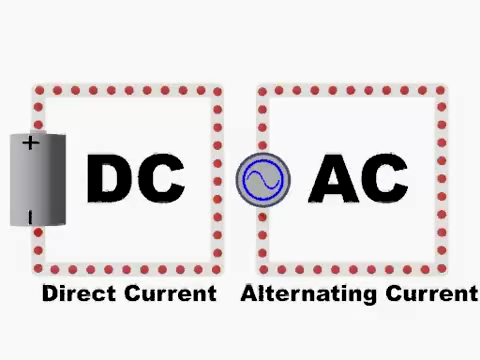 +
DC
AC
Direct Current
Alternating Current